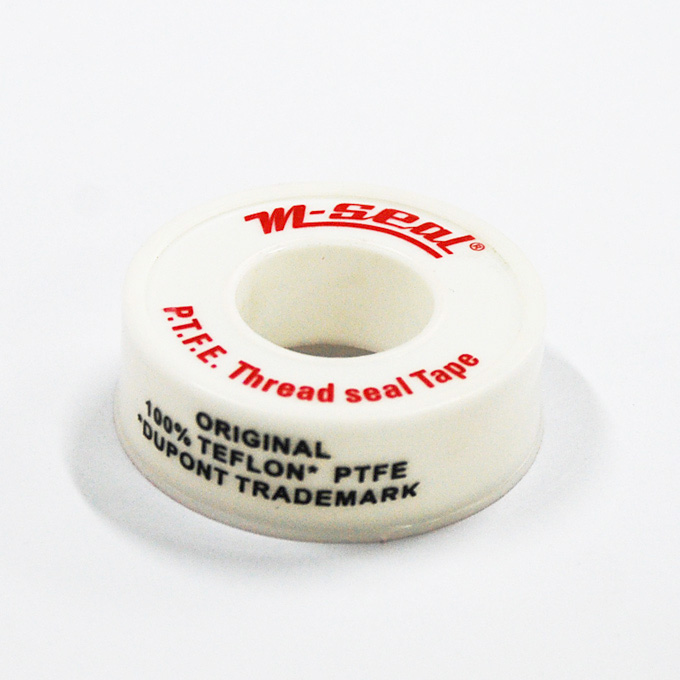 m-seal®
P.T.F.E. Thread seal Tape
ORIGINAL
100% TEFLON* PTFE
*DUPONT TRADEMARK